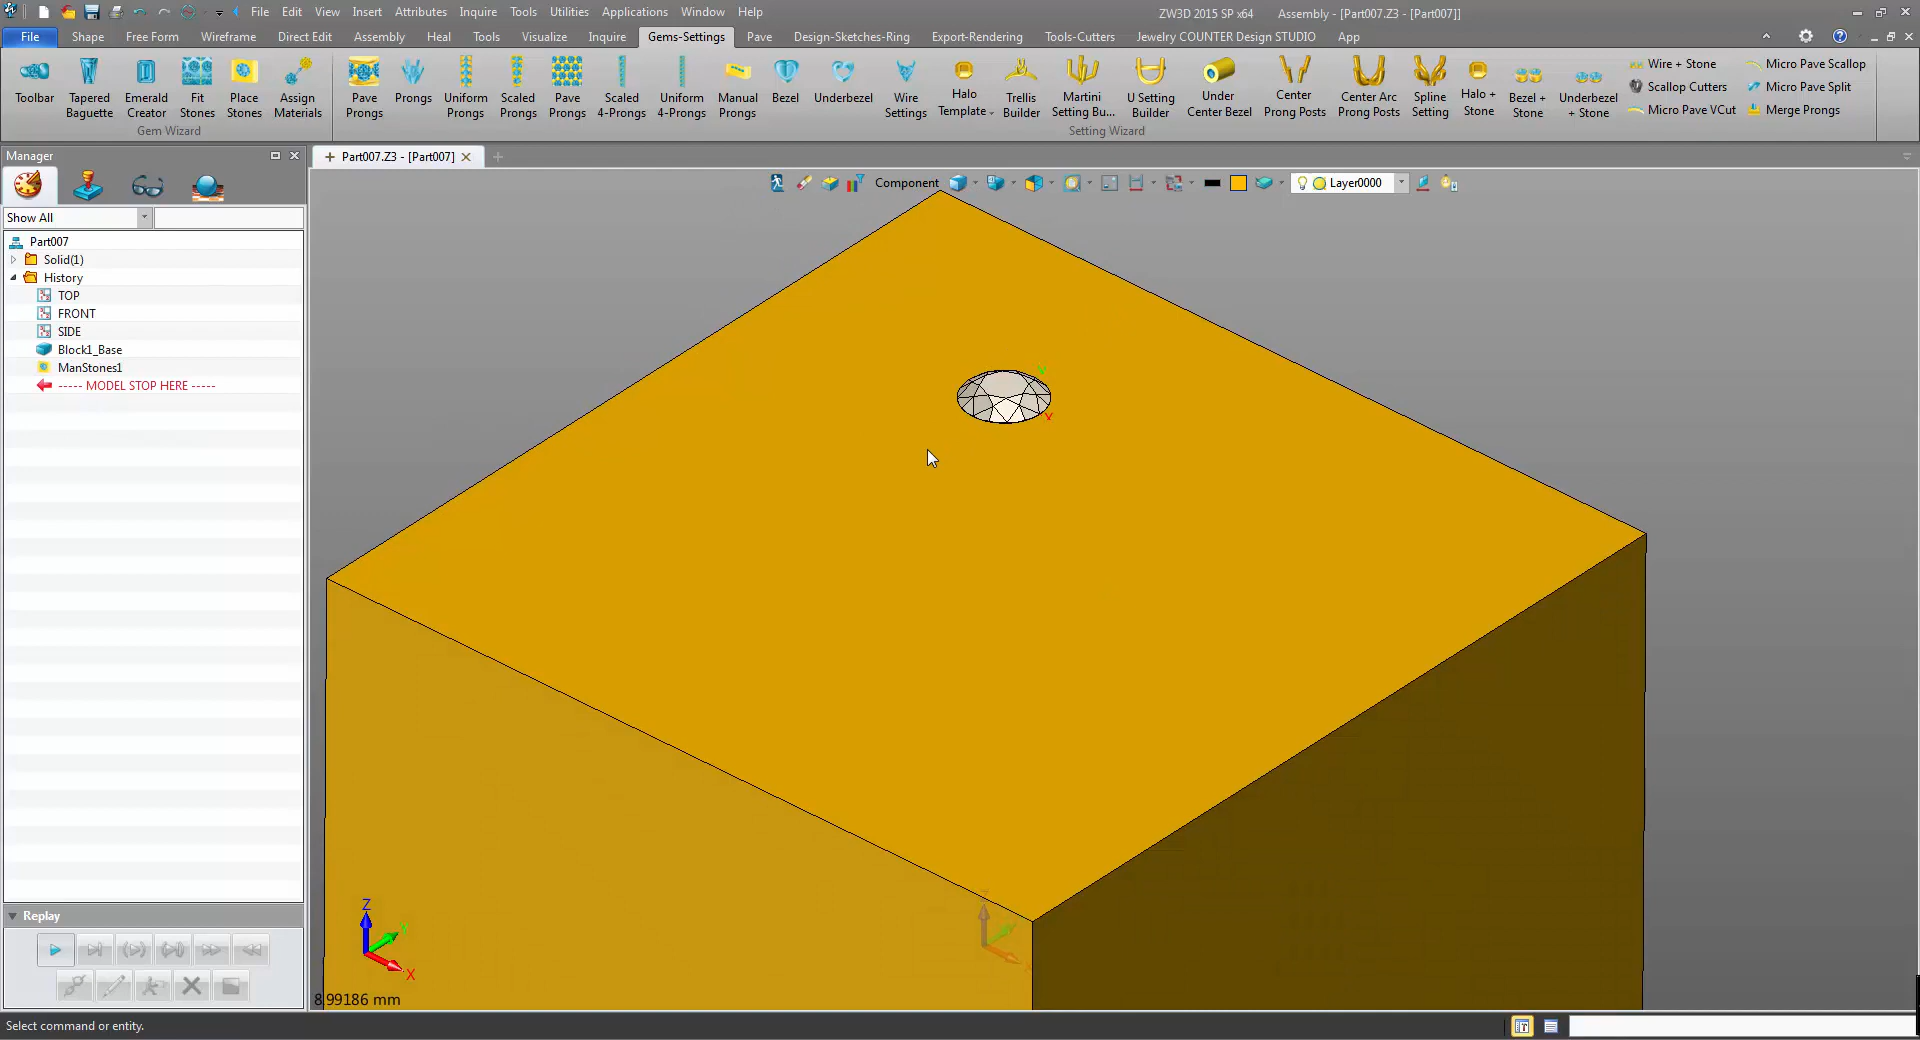 File Edit View Insert Attributes Inquire Tools Utilities Applications Window Help ZW3D 2015 SP x64 Assembly - [Part007.Z3 - [Part007]]
File Shape Free Form Wireframe Direct Edit Assembly Heal Tools Visualize Inquire Gems-Settings Pave Design-Sketches-Ring Export-Rendering Tools-Cutters Jewelry COUNTER Design STUDIO App
Toolbar
Tapered Baguette
Emerald Creator
Fit Stones
Place Stones
Assign Materials
Gem Wizard
Pave Prongs
Prongs
Uniform Prongs
Scaled Prongs
Pave Prongs
Scaled 4-Prongs
Uniform 4-Prongs
Manual Prongs
Bezel
Underbezel
Wire Settings
Halo Template
Trellis Builder
Martini Setting Bu...
U Setting Builder
Under Center Bezel
Center Prong Posts
Center Arc Prong Posts
Spline Setting
Halo + Stone
Bezel + Stone
Underbezel + Stone
Wire + Stone
Scallop Cutters
Micro Pave VCut
Micro Pave Scallop
Micro Pave Split
Merge Prongs
Setting Wizard
Manager
Part007.Z3 - [Part007]
Component
Layer0000
Show All
Part007
Solid(1)
History
TOP
FRONT
SIDE
Block1_Base
ManStones1
----- MODEL STOP HERE -----
Y
X
Replay
Z
Y
X
Z
8.99186 mm
Select command or entity.